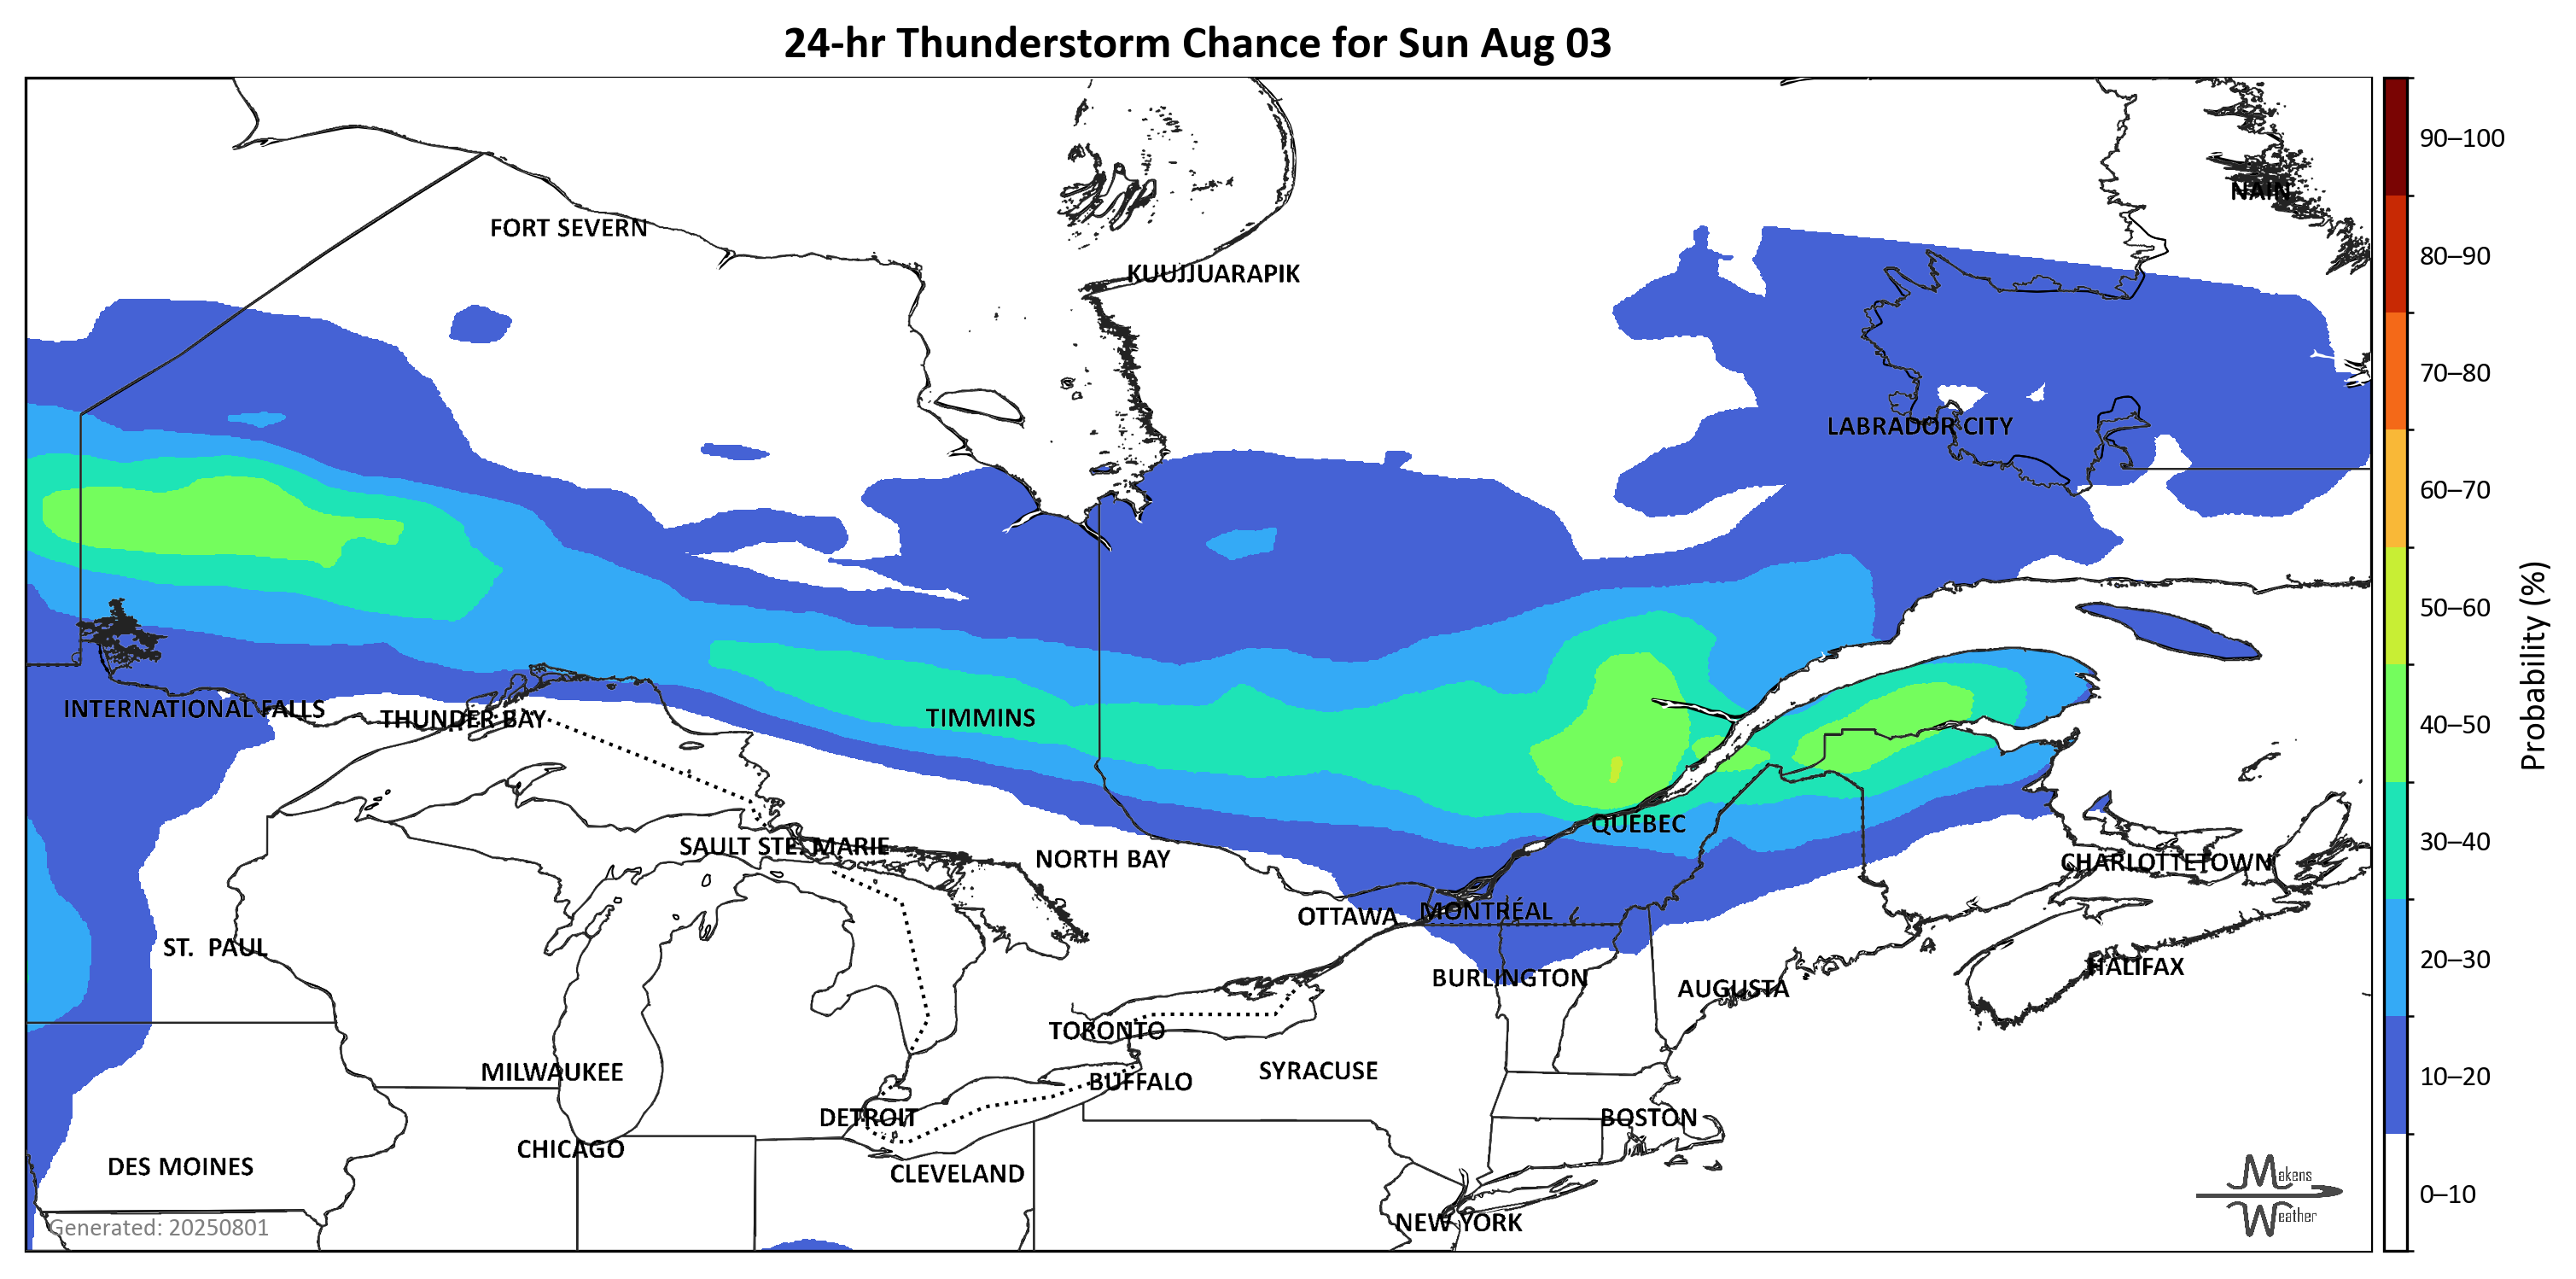 24-hr Thunderstorm Chance for Sun Aug 03
90–100
NAIN
FORT SEVERN
80–90
KUUJJUARAPIK
70–80
LABRADOR CITY
60–70
50–60
Probability (%)
INTERNATIONAL FALLS
THUNDER BAY
TIMMINS
40–50
QUEBEC
30–40
SAULT STE. MARIE
NORTH BAY
CHARLOTTETOWN
OTTAWA
MONTRÉAL
ST. PAUL
20–30
HALIFAX
BURLINGTON
AUGUSTA
TORONTO
MILWAUKEE
SYRACUSE
10–20
BUFFALO
DETROIT
BOSTON
CHICAGO
DES MOINES
CLEVELAND
Makens
Weather
0–10
NEW YORK
Generated: 20250801